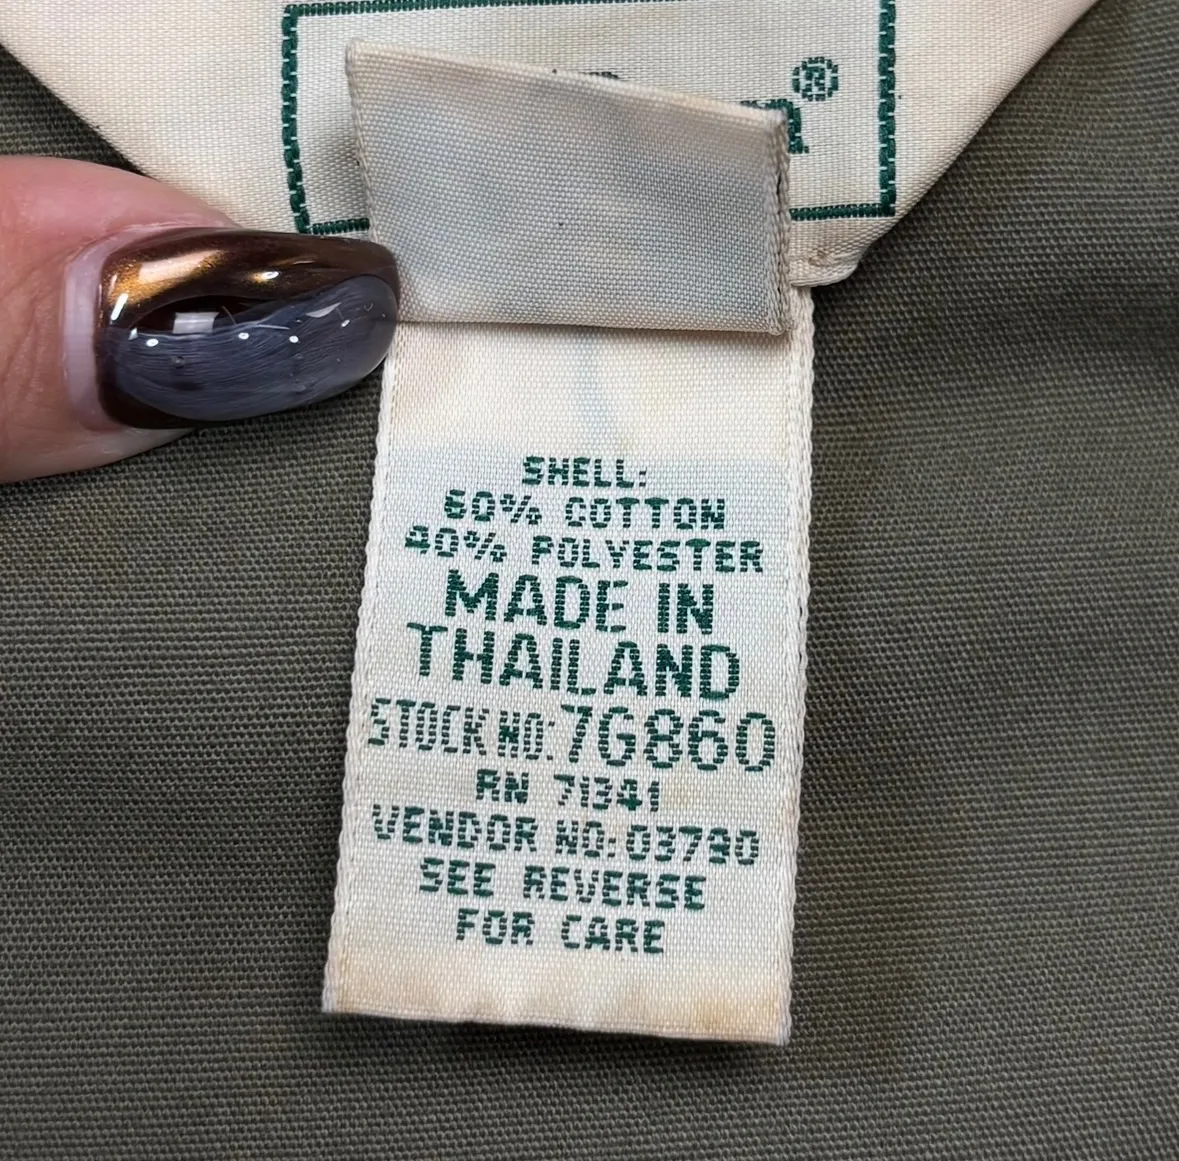 ®
SHELL:
60% COTTON
40% POLYESTER
MADE IN
THAILAND
STOCK NO: 7G860
RN 71341
VENDOR NO: 03790
SEE REVERSE
FOR CARE